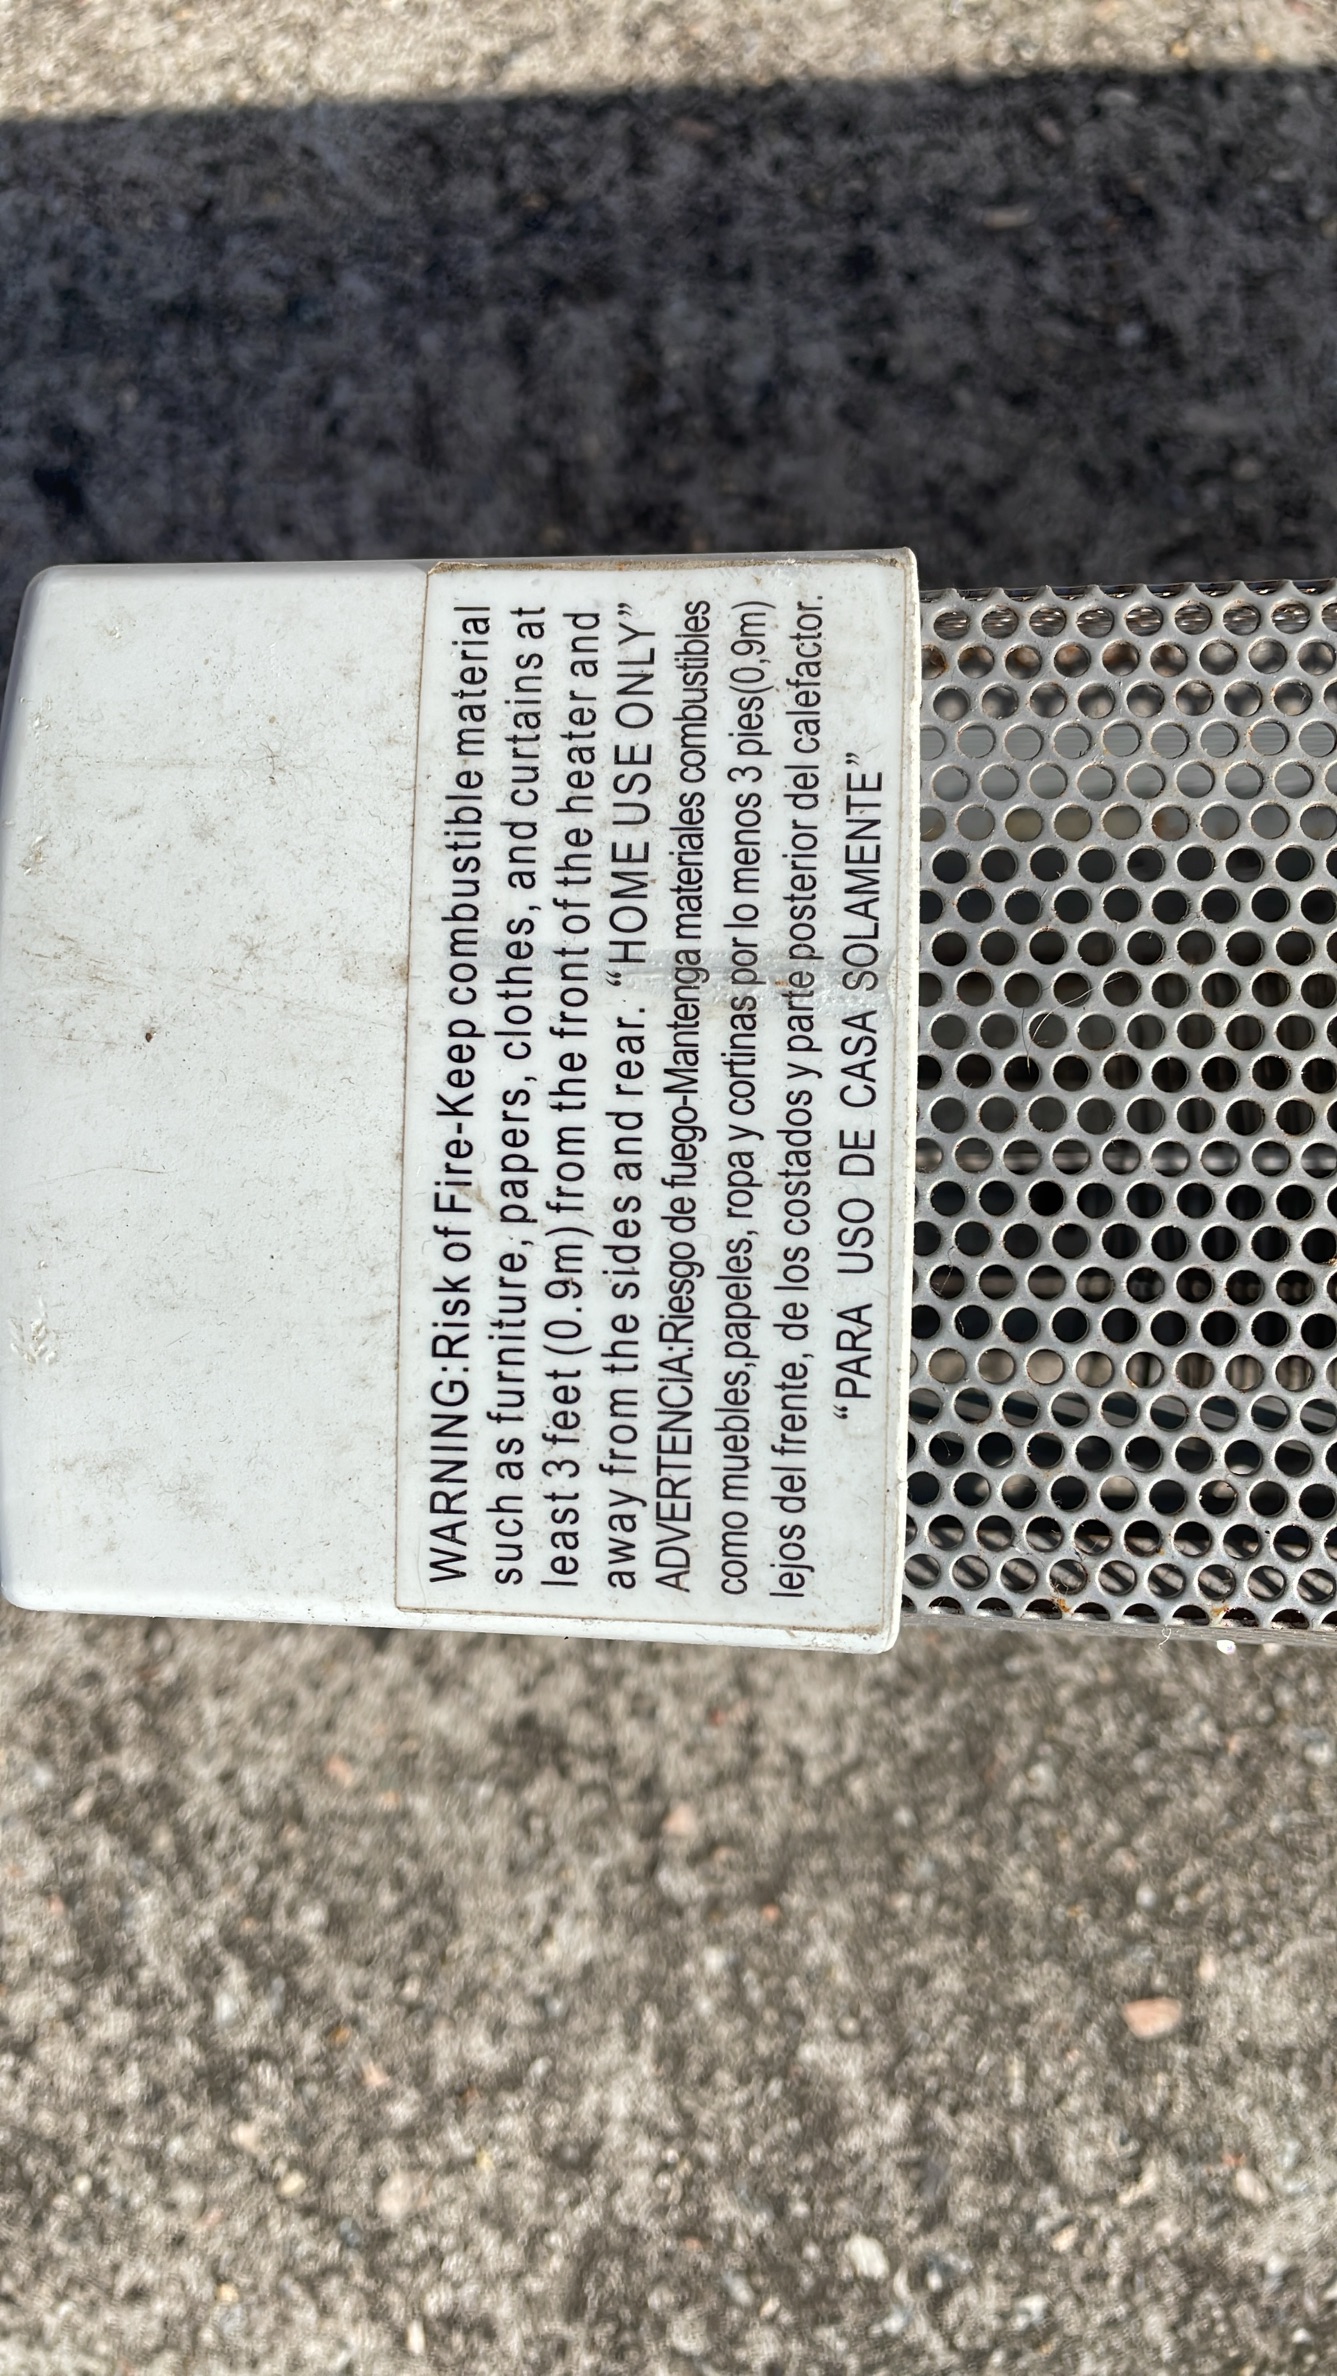 WARNING:Risk of Fire-Keep combustible material
such as furniture, papers, clothes, and curtains at
least 3 feet (0.9m) from the front of the heater and
away from the sides and rear. “HOME USE ONLY”
ADVERTENCIA:Riesgo de fuego-Mantenga materiales combustibles
como muebles,papeles, ropa y cortinas por lo menos 3 pies(0,9m)
lejos del frente, de los costados y parte posterior del calefactor.
“PARA USO DE CASA SOLAMENTE”